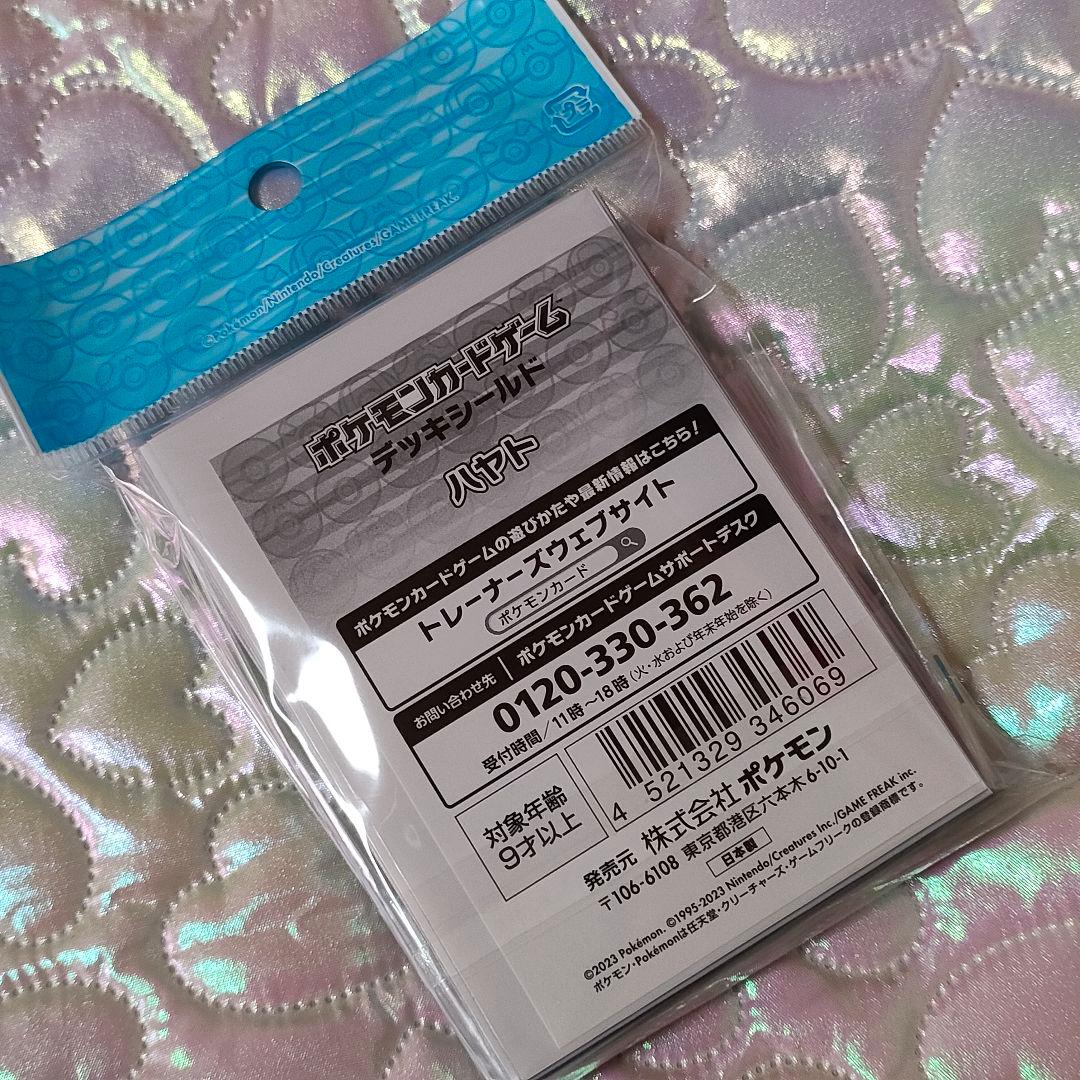 プラ
©Pokémon/Nintendo/Creatures/GAME FREAK.
ポケモンカードゲーム
デッキシールド
ハヤト
ポケモンカードゲームの遊びかたや最新情報はこちら!
トレーナーズウェブサイト
ポケモンカード
お問い合わせ先
ポケモンカードゲームサポートデスク
0120-330-362
受付時間/11時~18時(火・水および年末年始を除く)
対象年齢
9才以上
4 521329 346069
発売元 株式会社 ポケモン
〒106-6108 東京都港区六本木6-10-1
日本製
©2023 Pokémon. ©1995-2023 Nintendo/Creatures Inc./GAME FREAK inc.
ポケモン・Pokémonは任天堂・クリーチャーズ・ゲームフリークの登録商標です。